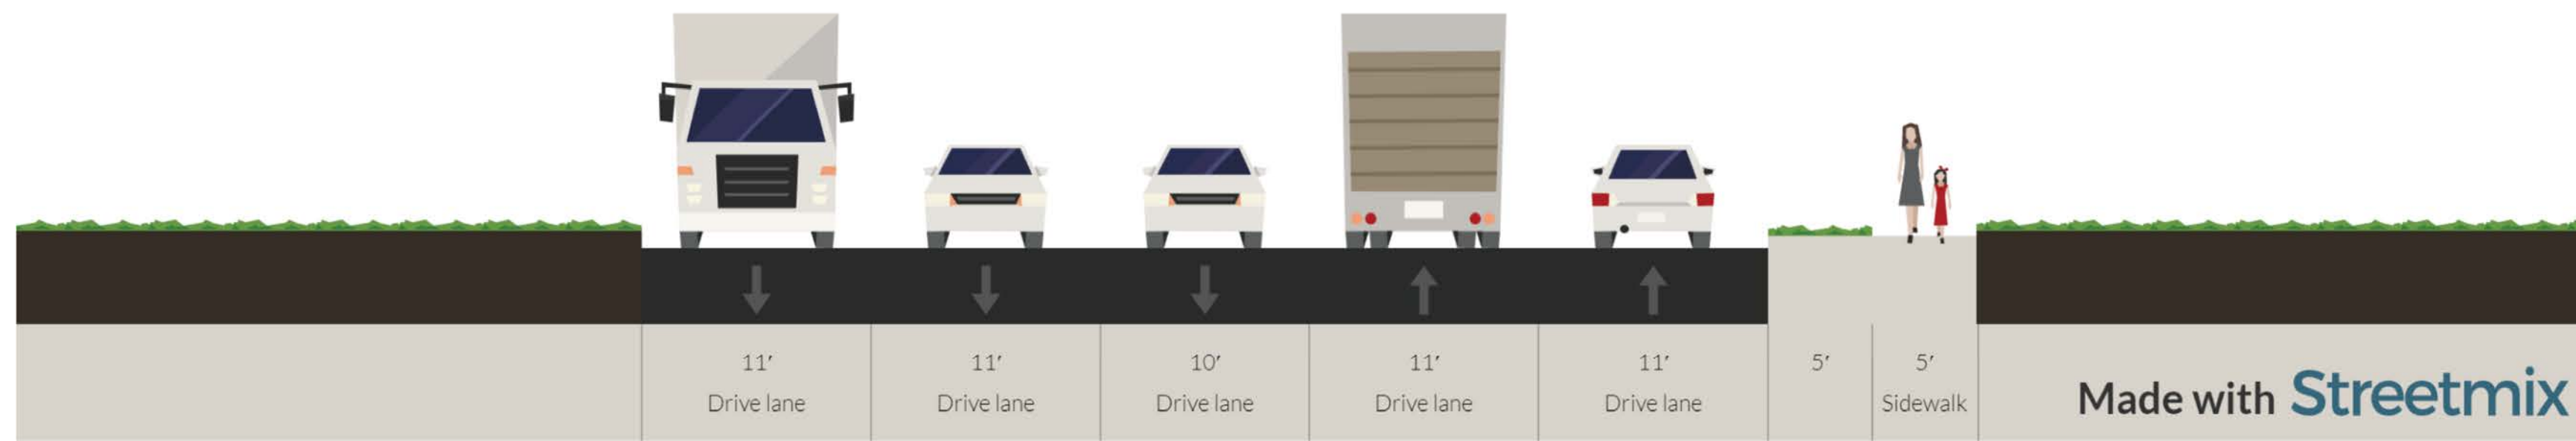 11′
Drive lane
11′
Drive lane
10′
Drive lane
11′
Drive lane
11′
Drive lane
5′
5′
Sidewalk
Made with Streetmix